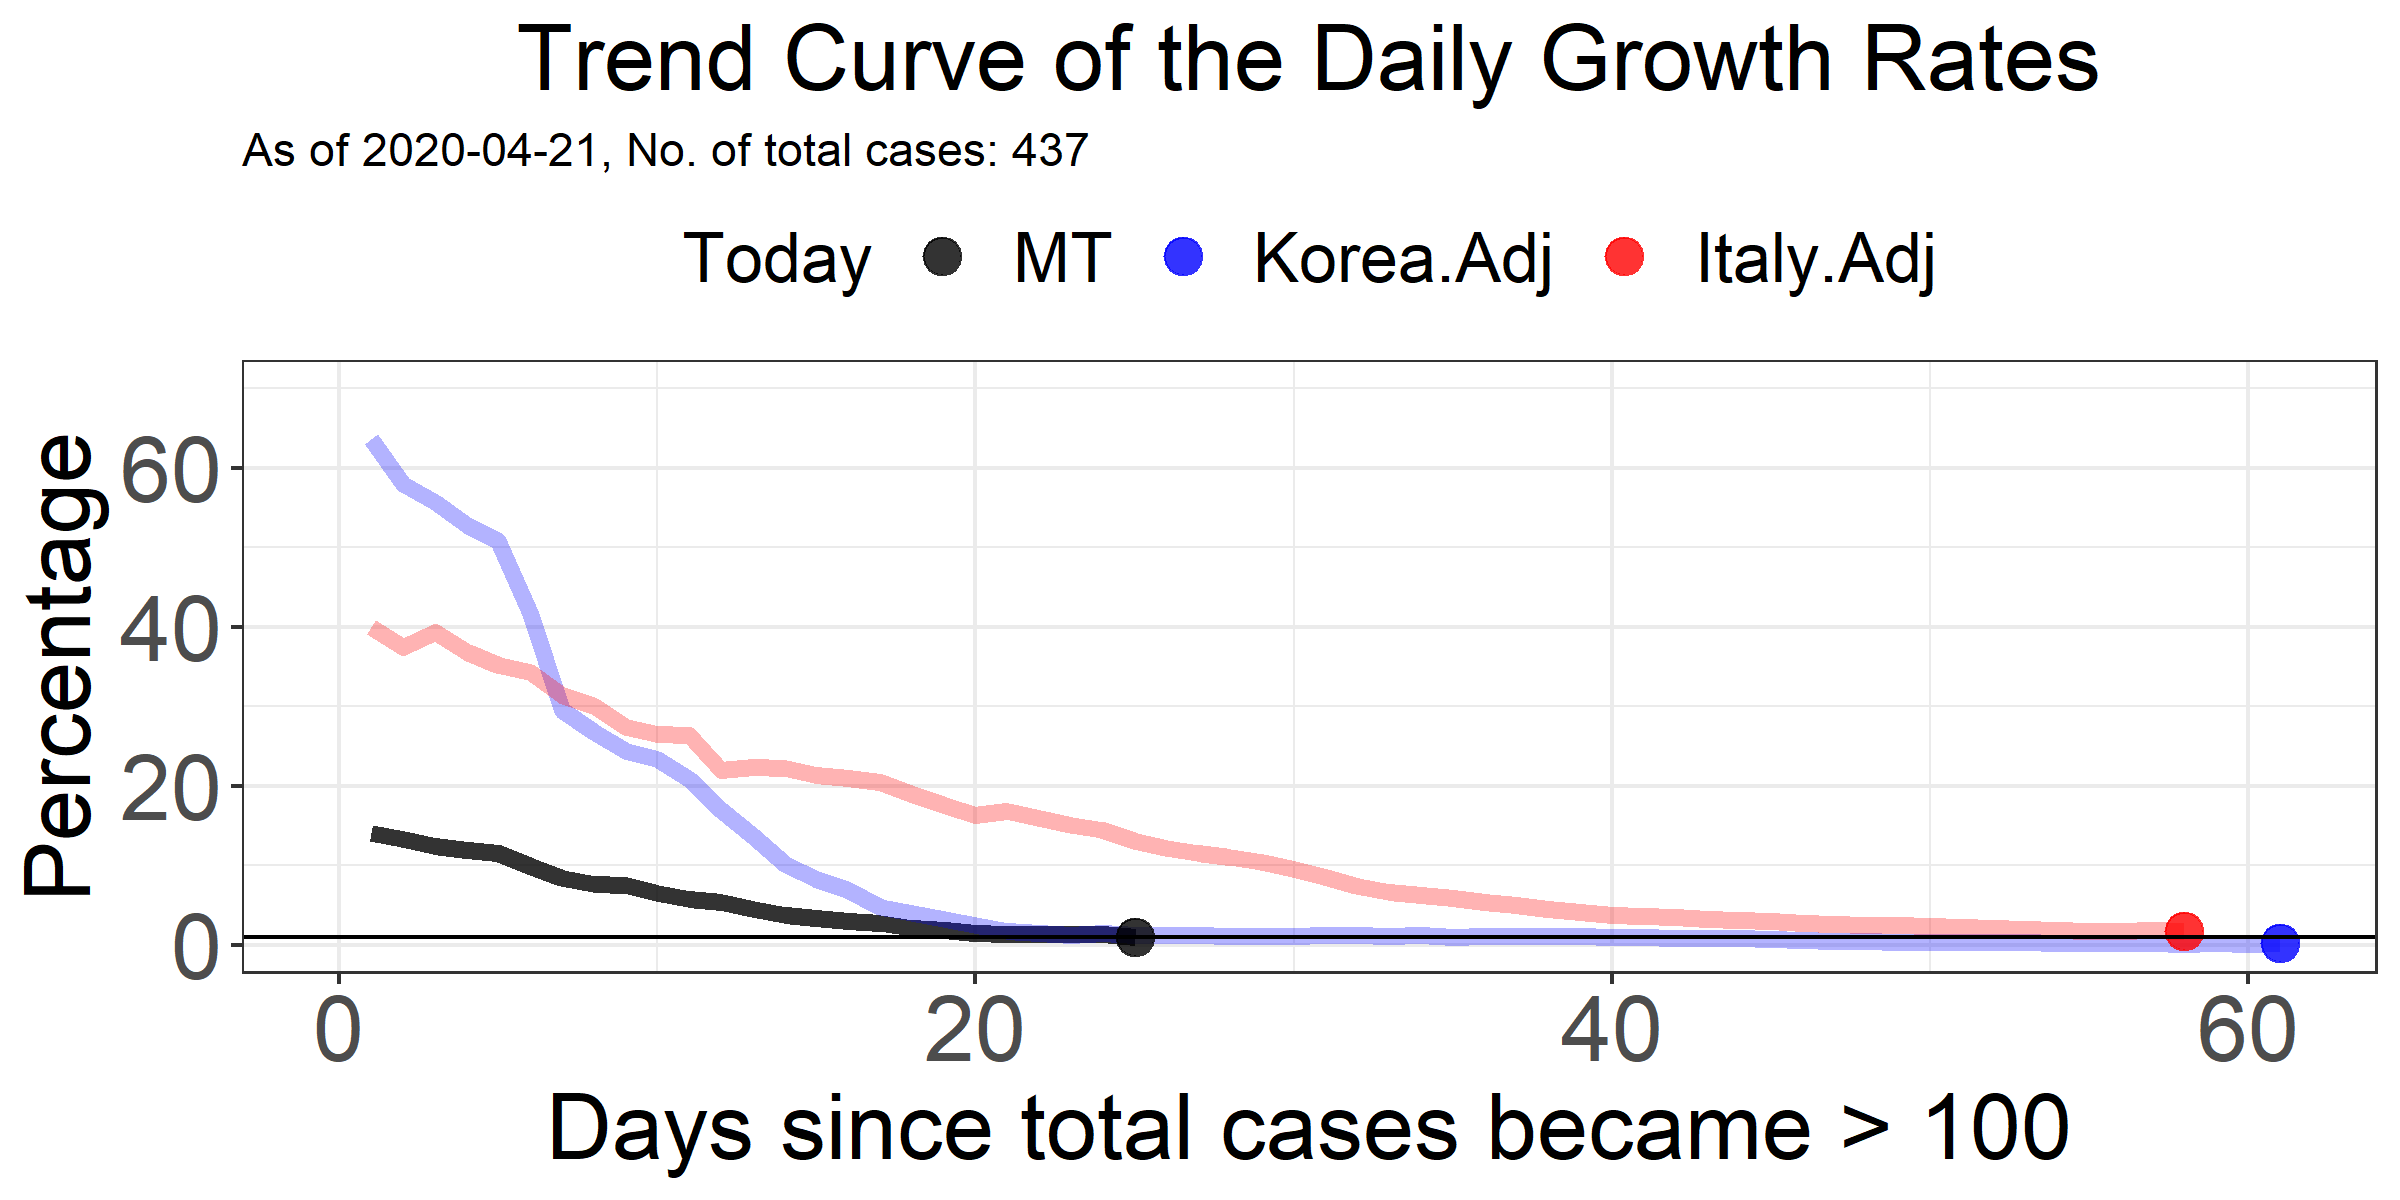 Trend Curve of the Daily Growth Rates
As of 2020-04-21, No. of total cases: 437
Today MT Korea.Adj Italy.Adj
Percentage
60
40
20
0
0 20 40 60
Days since total cases became > 100